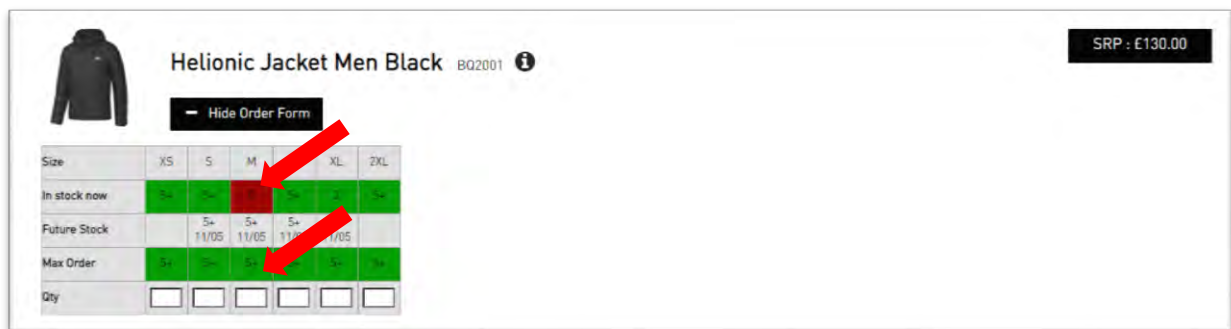 SRP : £130.00
Helionic Jacket Men Black BQ2001 i
− Hide Order Form
Size XS S M XL 2XL
In stock now 5+ 5+ 5+ 2 5+
5+ 5+ 5+
Future Stock
11/05 11/05
Max Order 5+ 5+ 5+ 5+ 5+
Qty